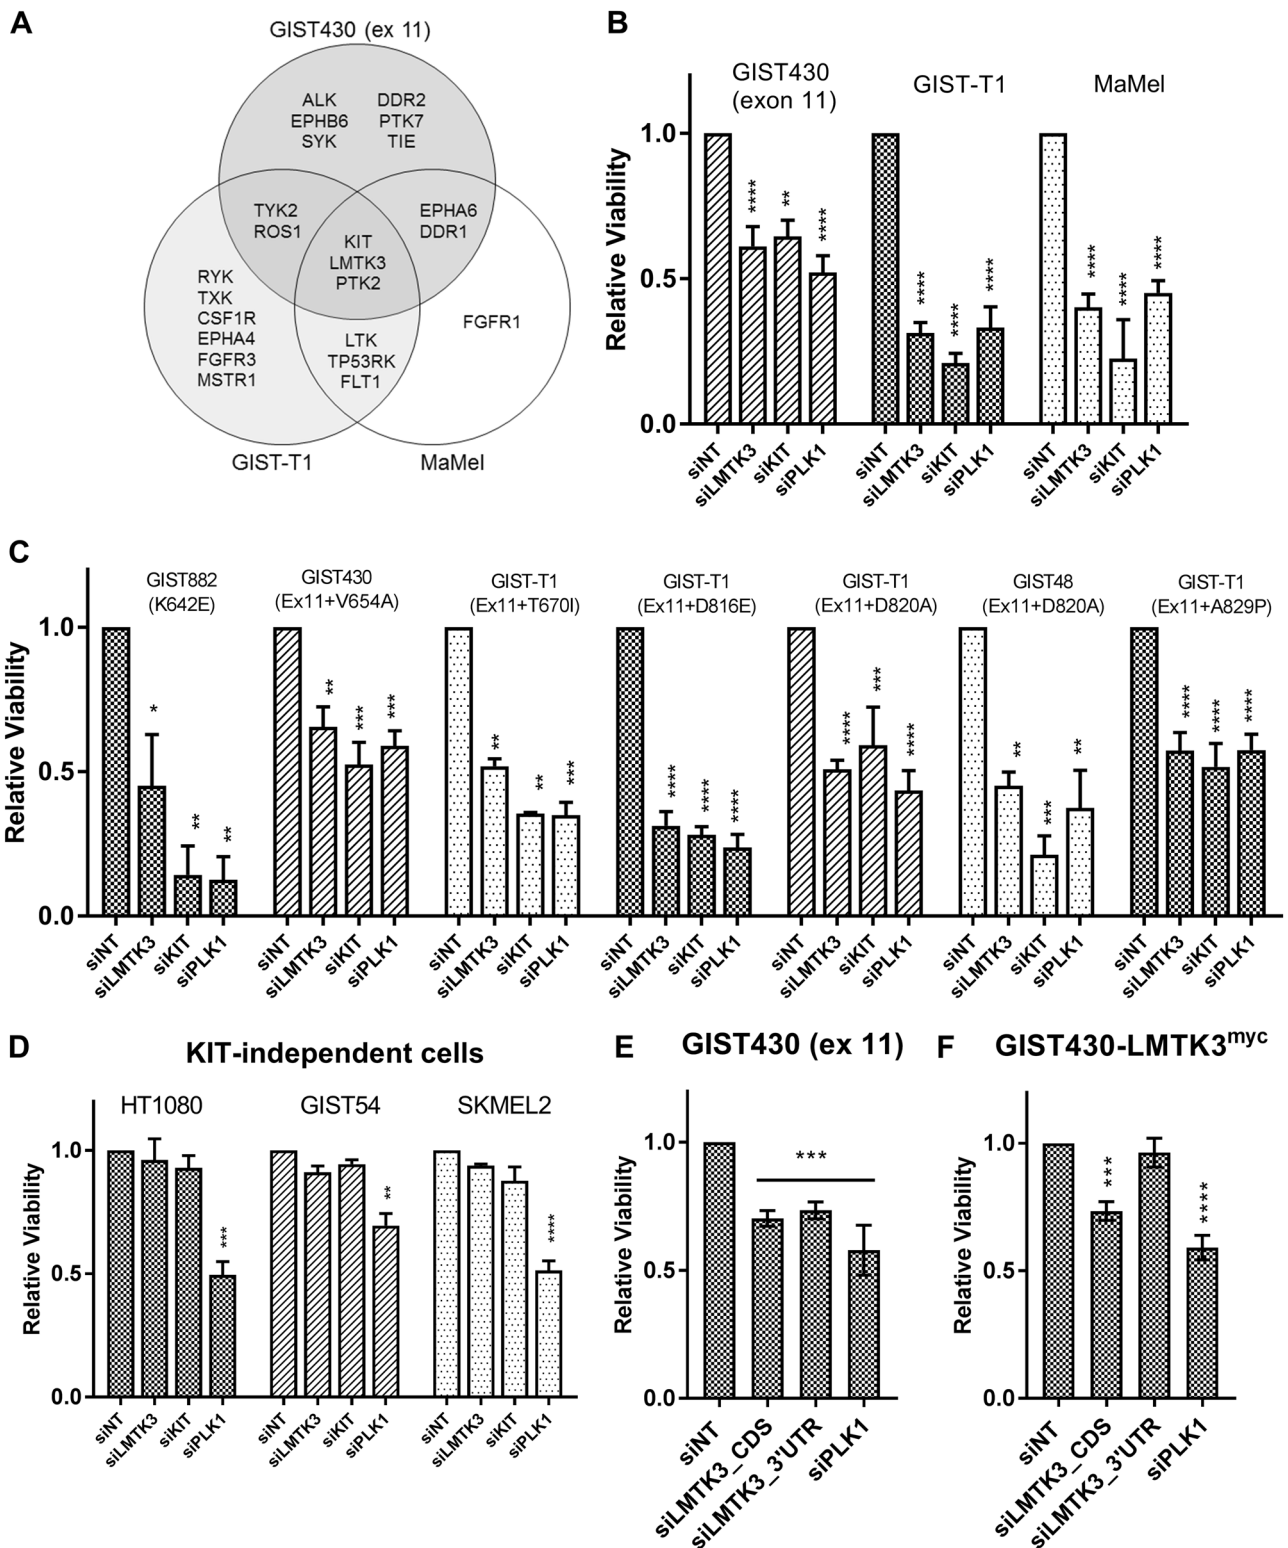 A
GIST430 (ex 11)
ALK DDR2
EPHB6 PTK7
SYK TIE
TYK2
ROS1
EPHA6
DDR1
KIT
LMTK3
PTK2
RYK
TXK
CSF1R
EPHA4
FGFR3
MSTR1
LTK
TP53RK
FLT1
FGFR1
GIST-T1 MaMel
B
GIST430
(exon 11)
GIST-T1
MaMel
Relative Viability
1.0
0.5
0.0
**** ** ****
**** **** ****
**** **** ****
siNT siLMTK3 siKIT siPLK1
siNT siLMTK3 siKIT siPLK1
siNT siLMTK3 siKIT siPLK1
C
GIST882
(K642E)
GIST430
(Ex11+V654A)
GIST-T1
(Ex11+T670I)
GIST-T1
(Ex11+D816E)
GIST-T1
(Ex11+D820A)
GIST48
(Ex11+D820A)
GIST-T1
(Ex11+A829P)
Relative Viability
1.0
0.5
0.0
* ** **
** *** ***
** ** ***
**** **** ****
**** *** ****
** *** **
**** **** ****
siNT siLMTK3 siKIT siPLK1
siNT siLMTK3 siKIT siPLK1
siNT siLMTK3 siKIT siPLK1
siNT siLMTK3 siKIT siPLK1
siNT siLMTK3 siKIT siPLK1
siNT siLMTK3 siKIT siPLK1
siNT siLMTK3 siKIT siPLK1
D
KIT-independent cells
HT1080
GIST54
SKMEL2
Relative Viability
1.0
0.5
0.0
***
**
****
siNT siLMTK3 siKIT siPLK1
siNT siLMTK3 siKIT siPLK1
siNT siLMTK3 siKIT siPLK1
E
GIST430 (ex 11)
Relative Viability
1.0
0.5
0.0
***
siNT siLMTK3_CDS siLMTK3_3'UTR siPLK1
F
GIST430-LMTK3myc
Relative Viability
1.0
0.5
0.0
*** ****
siNT siLMTK3_CDS siLMTK3_3'UTR siPLK1